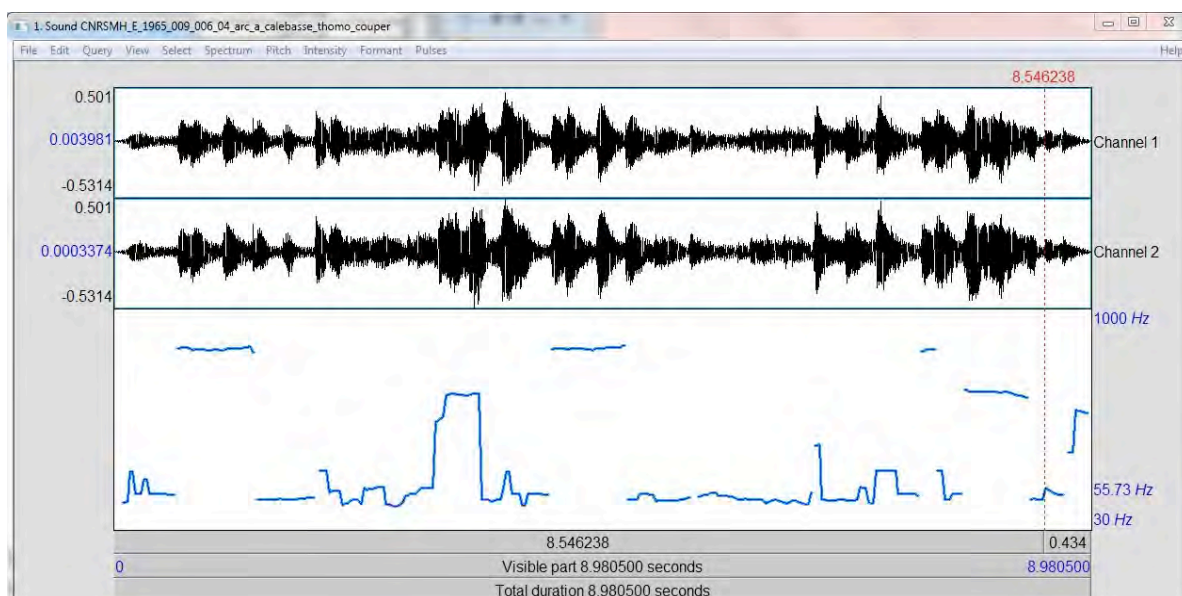 1. Sound CNRSMH_E_1965_009_006_04_arc_a_calebasse_thomo_couper
File Edit Query View Select Spectrum Pitch Intensity Formant Pulses Help
8.546238
0.501
0.003981
Channel 1
-0.5314
0.501
0.0003374
Channel 2
-0.5314
1000 Hz
55.73 Hz
30 Hz
8.546238 0.434
0 Visible part 8.980500 seconds 8.980500
Total duration 8.980500 seconds